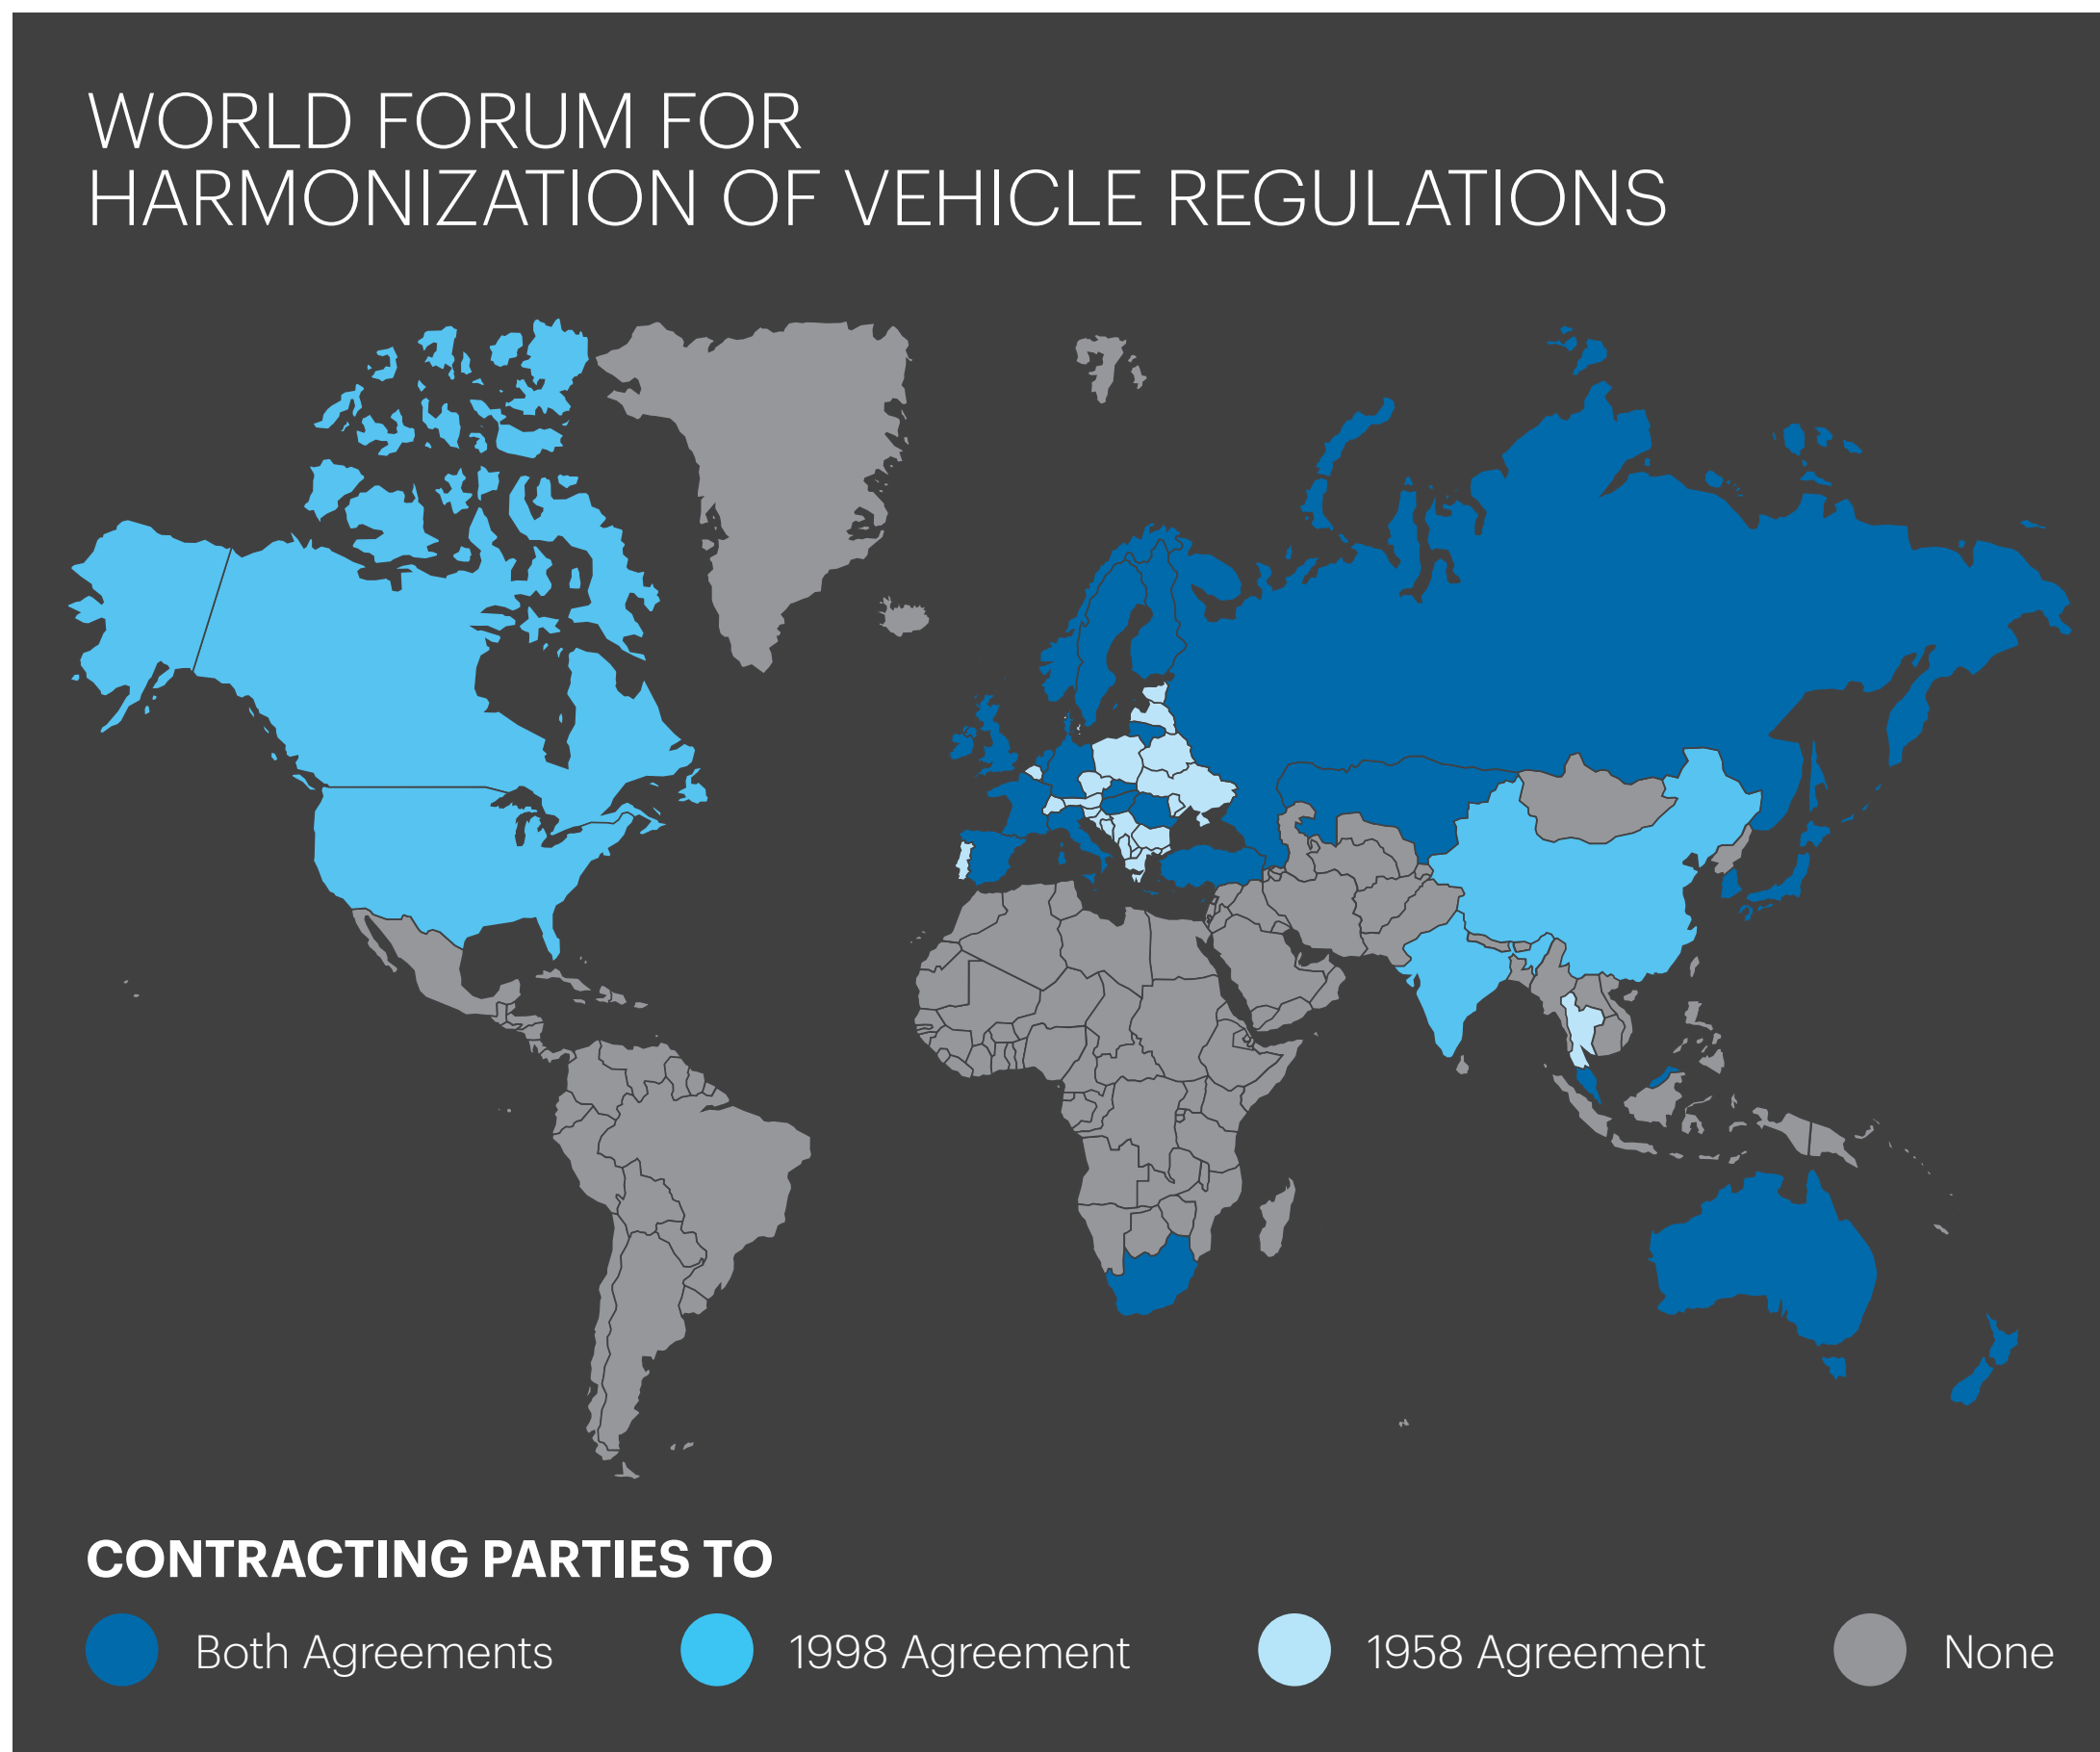 WORLD FORUM FOR
HARMONIZATION OF VEHICLE REGULATIONS
CONTRACTING PARTIES TO
Both Agreements
1998 Agreement
1958 Agreement
None